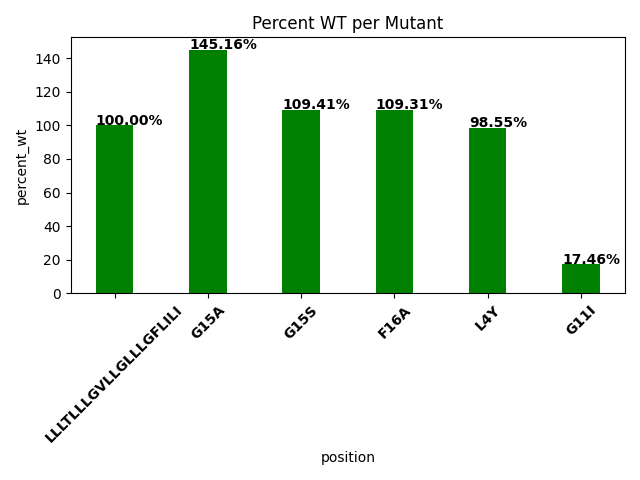 Percent WT per Mutant
percent_wt
140
120
100
80
60
40
20
0
100.00%
145.16%
109.41%
109.31%
98.55%
17.46%
LLLTLLLGVLLGLLLGFLILI
G15A
G15S
F16A
L4Y
G11I
position